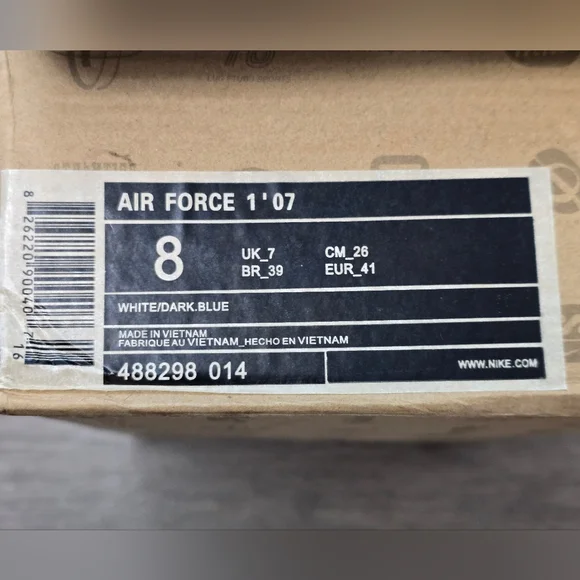 AIR FORCE 1 '07
8
UK_7 CM_26
BR_39 EUR_41
WHITE/DARK.BLUE
MADE IN VIETNAM
FABRIQUE AU VIETNAM_HECHO EN VIETNAM
488298 014
WWW.NIKE.COM